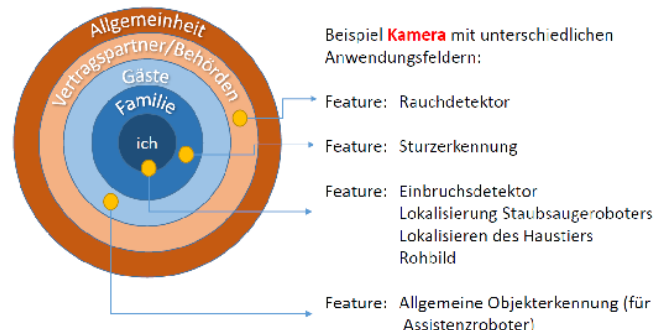 Allgemeinheit
Vertragspartner/Behörden
Gäste
Familie
ich
Beispiel Kamera mit unterschiedlichen
Anwendungsfeldern:
Feature: Rauchdetektor
Feature: Sturzerkennung
Feature: Einbruchsdetektor
Lokalisierung Staubsaugeroboters
Lokalisieren des Haustiers
Rohbild
Feature: Allgemeine Objekterkennung (für
Assistenzroboter)